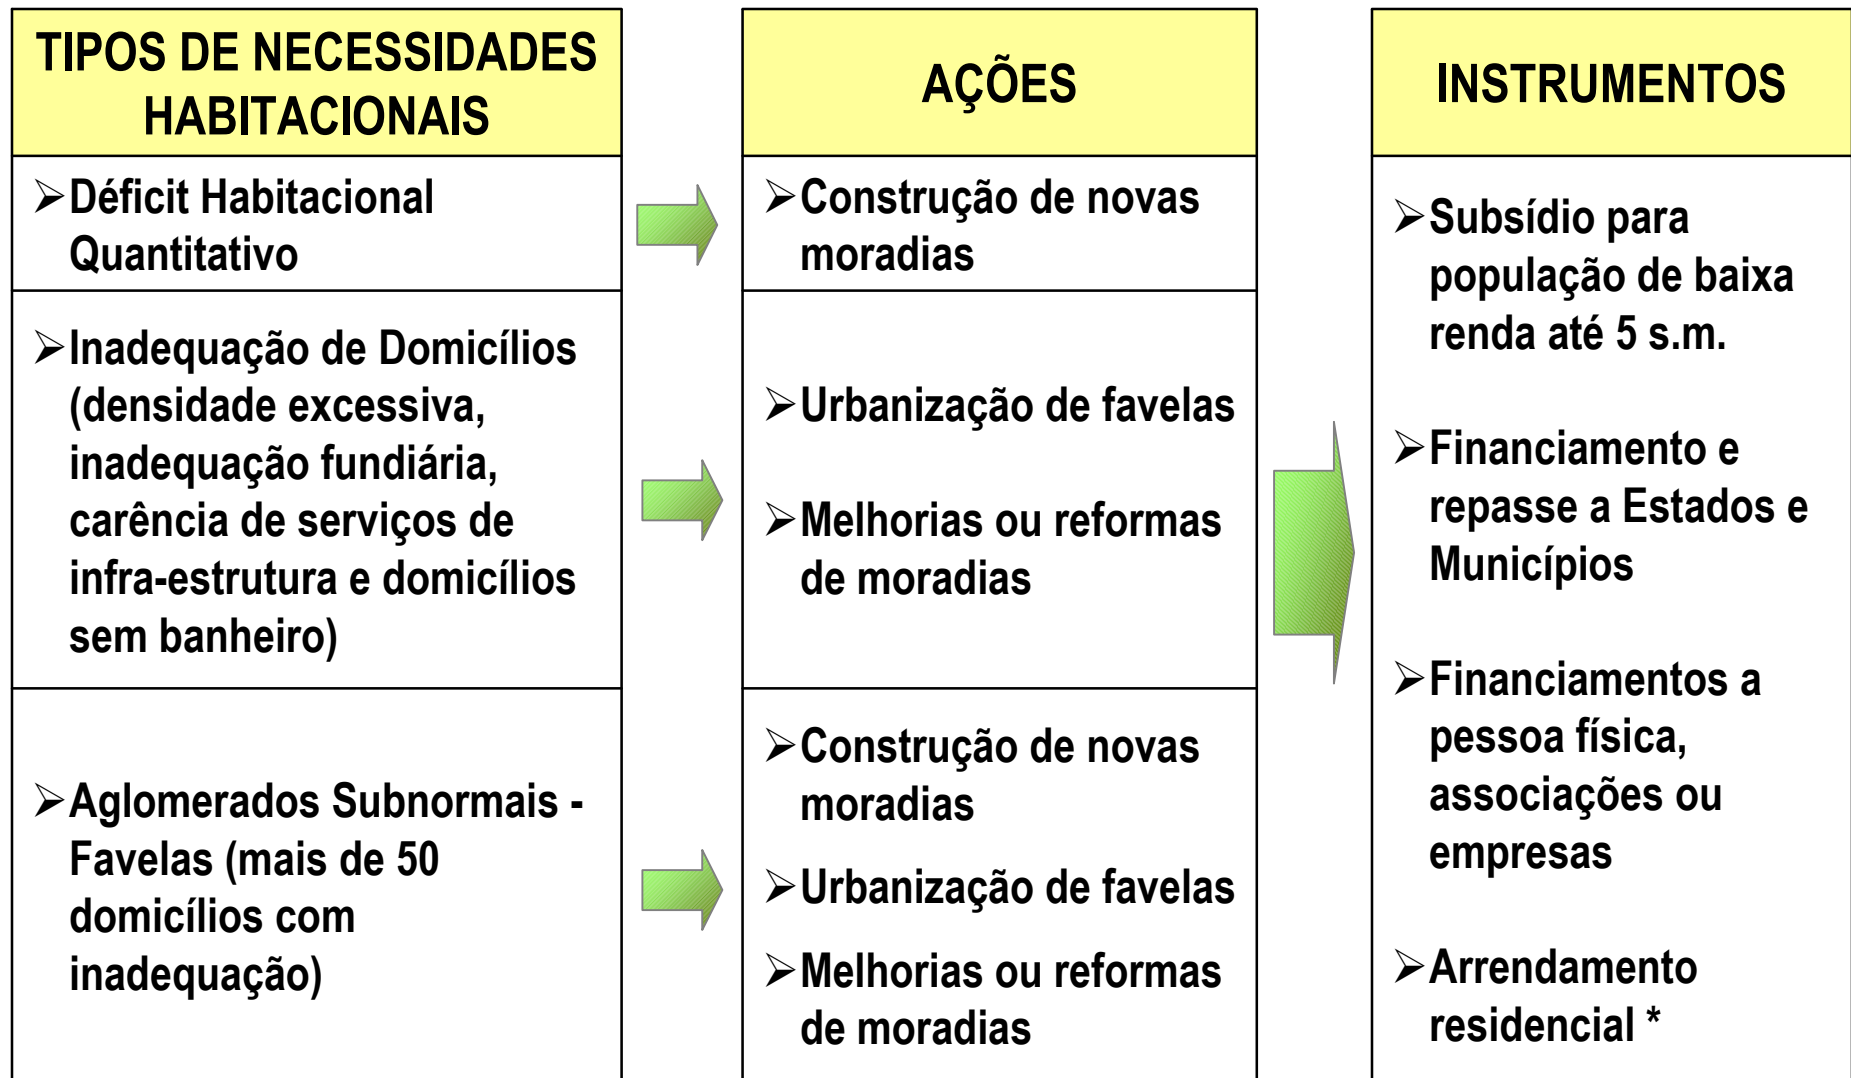 TIPOS DE NECESSIDADES
HABITACIONAIS
➢Déficit Habitacional
Quantitativo
➢Inadequação de Domicílios
(densidade excessiva,
inadequação fundiária,
carência de serviços de
infra-estrutura e domicílios
sem banheiro)
➢Aglomerados Subnormais -
Favelas (mais de 50
domicílios com
inadequação)
AÇÕES
➢Construção de novas
moradias
➢Urbanização de favelas
➢Melhorias ou reformas
de moradias
➢Construção de novas
moradias
➢Urbanização de favelas
➢Melhorias ou reformas
de moradias
INSTRUMENTOS
➢Subsídio para
população de baixa
renda até 5 s.m.
➢Financiamento e
repasse a Estados e
Municípios
➢Financiamentos a
pessoa física,
associações ou
empresas
➢Arrendamento
residencial *